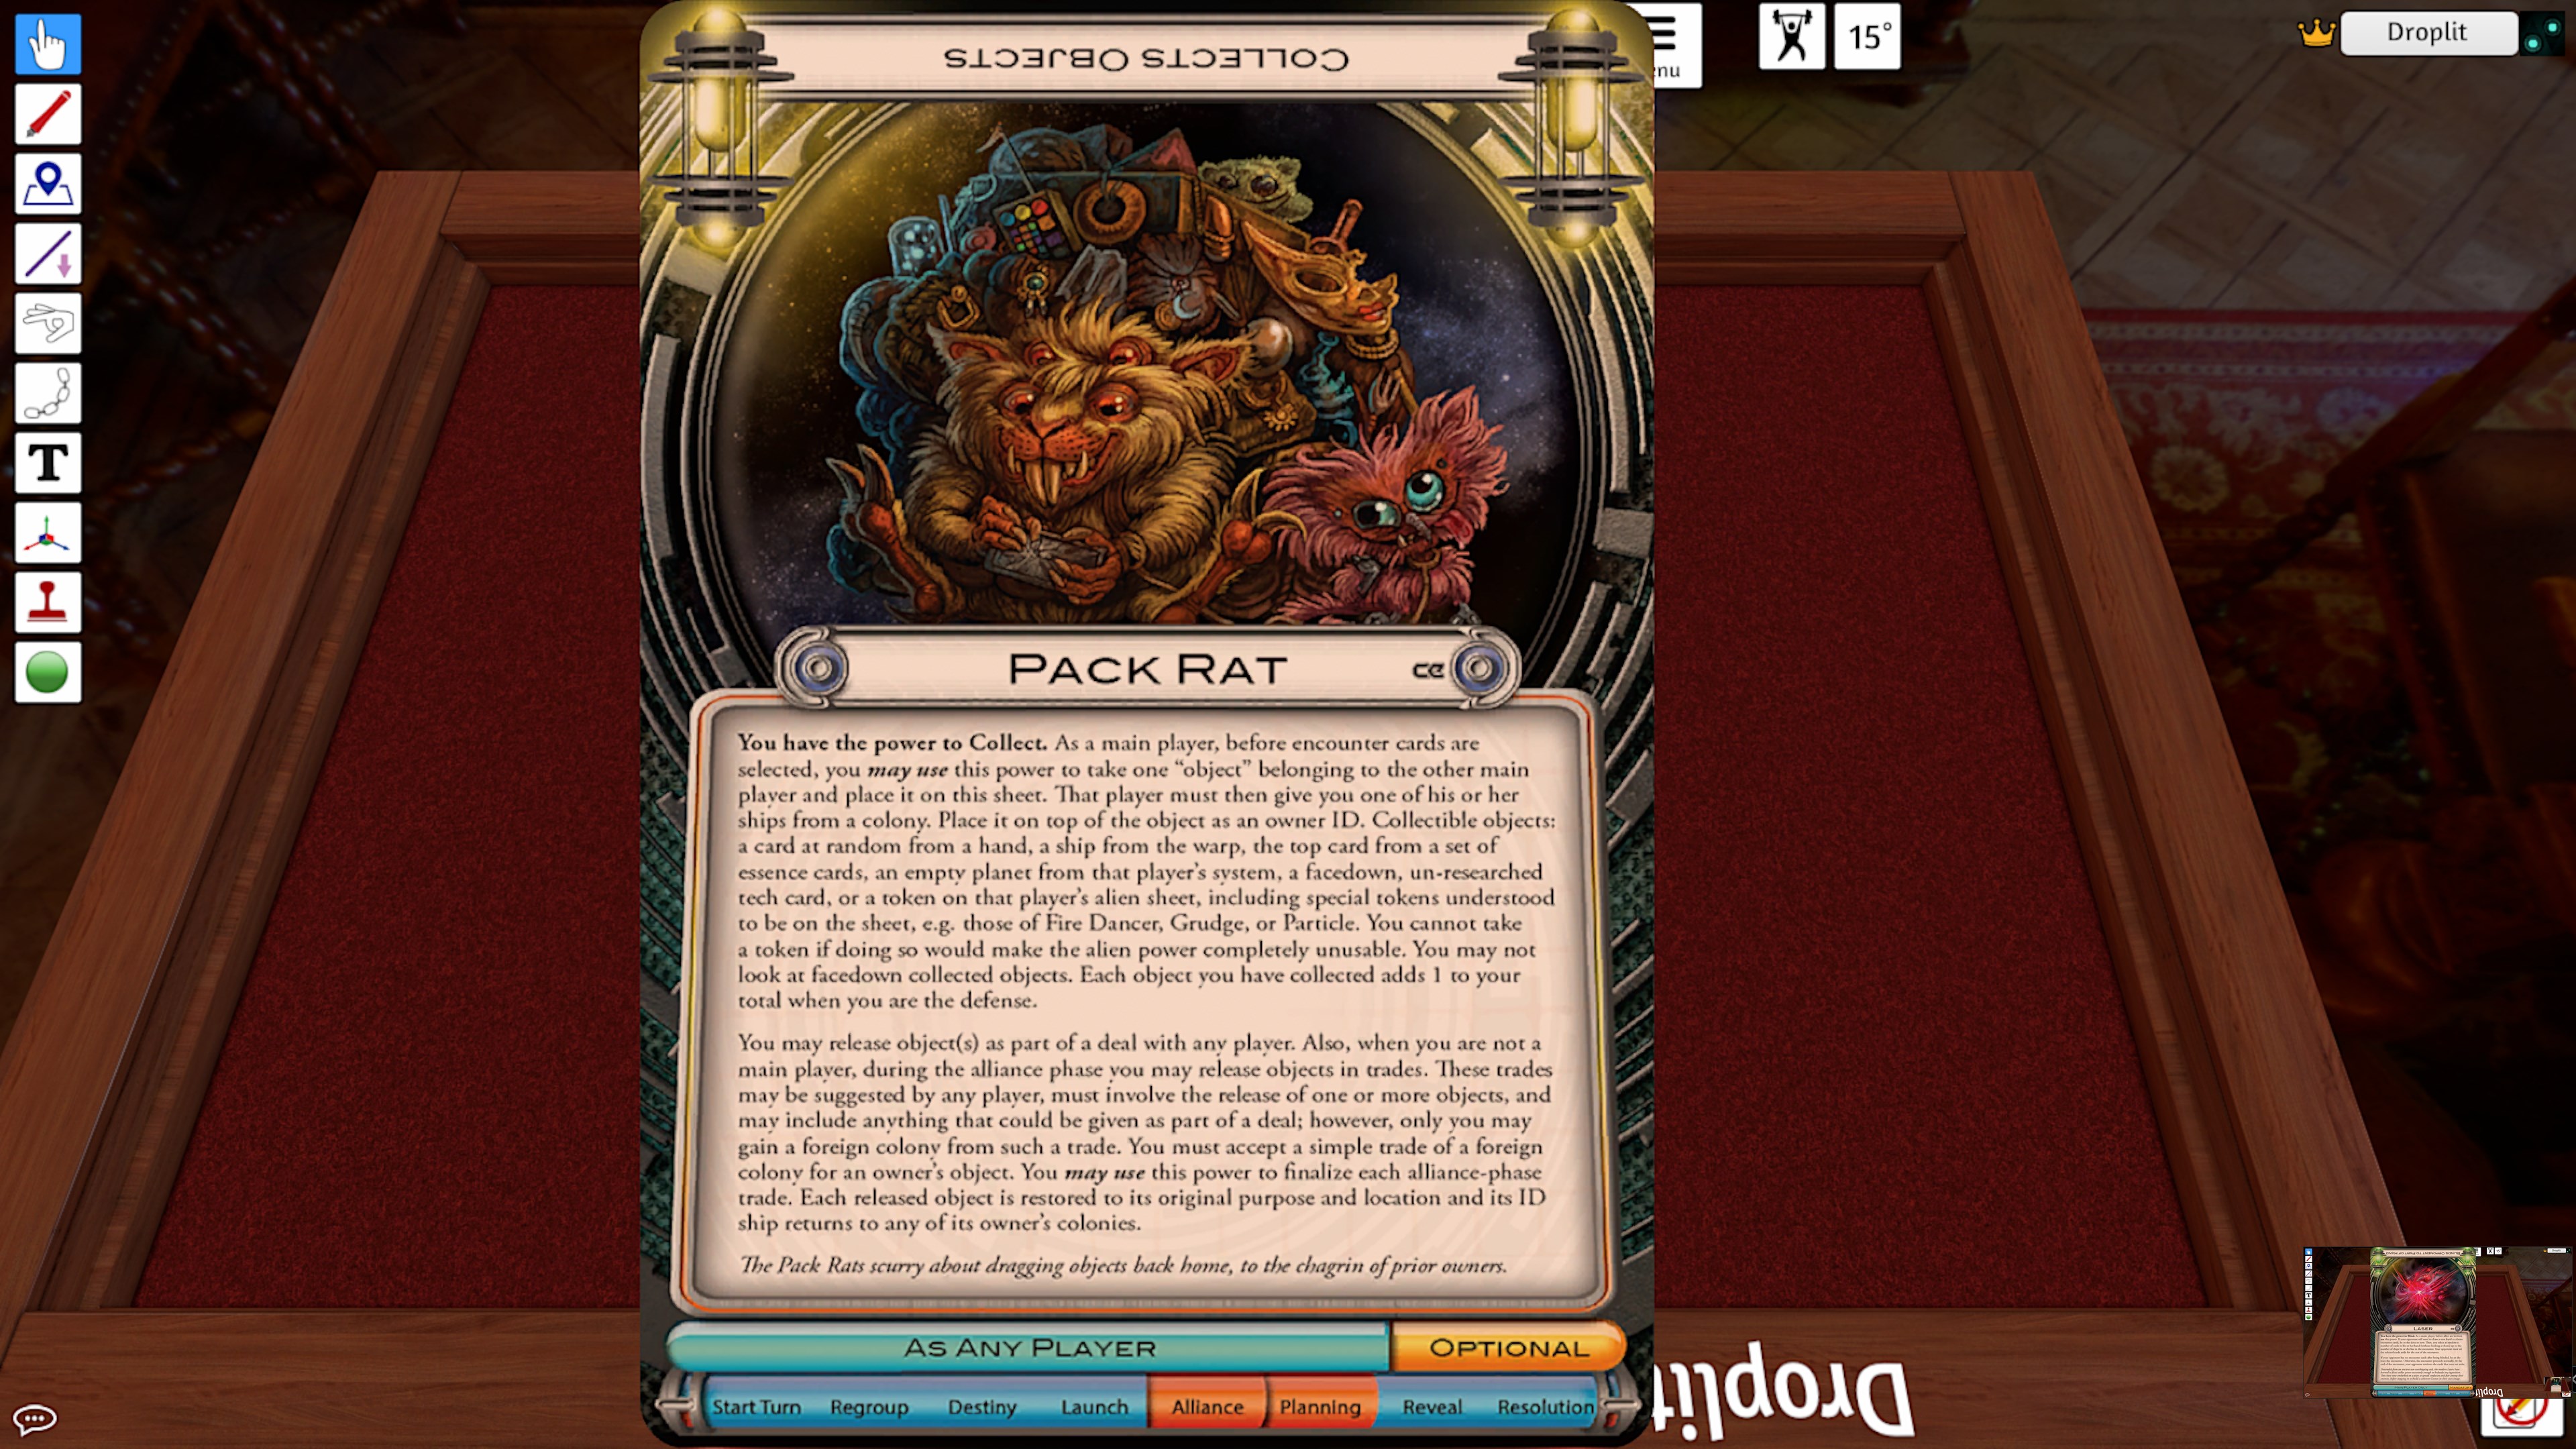 COLLECTS OBJECTS
nu
15°
Droplit
T
PACK RAT
ce
You have the power to Collect. As a main player, before encounter cards are
selected, you may use this power to take one “object” belonging to the other main
player and place it on this sheet. That player must then give you one of his or her
ships from a colony. Place it on top of the object as an owner ID. Collectible objects:
a card at random from a hand, a ship from the warp, the top card from a set of
essence cards, an empty planet from that player’s system, a facedown, un-researched
tech card, or a token on that player’s alien sheet, including special tokens understood
to be on the sheet, e.g. those of Fire Dancer, Grudge, or Particle. You cannot take
a token if doing so would make the alien power completely unusable. You may not
look at facedown collected objects. Each object you have collected adds 1 to your
total when you are the defense.
You may release object(s) as part of a deal with any player. Also, when you are not a
main player, during the alliance phase you may release objects in trades. These trades
may be suggested by any player, must involve the release of one or more objects, and
may include anything that could be given as part of a deal; however, only you may
gain a foreign colony from such a trade. You must accept a simple trade of a foreign
colony for an owner’s object. You may use this power to finalize each alliance-phase
trade. Each released object is restored to its original purpose and location and its ID
ship returns to any of its owner’s colonies.
The Pack Rats scurry about dragging objects back home, to the chagrin of prior owners.
AS ANY PLAYER
OPTIONAL
Start Turn Regroup Destiny Launch Alliance Planning Reveal Resolution
Droplit
LASER